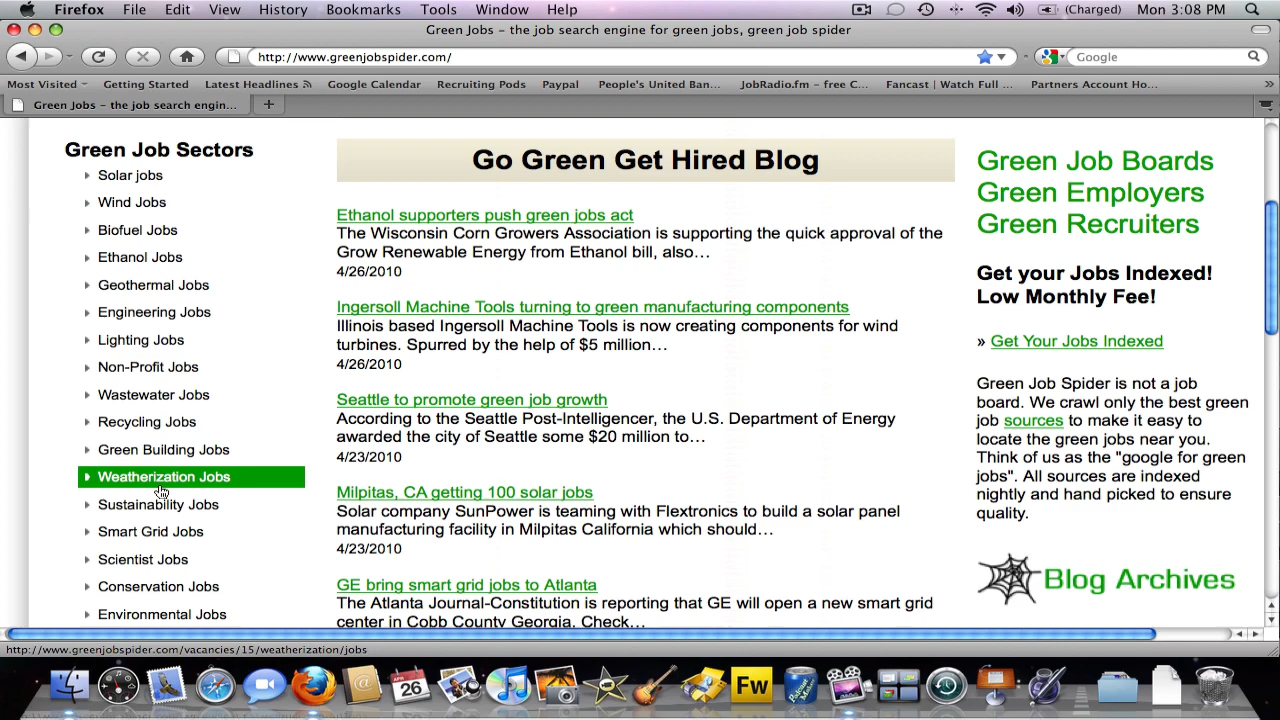 Firefox File Edit View History Bookmarks Tools Window Help (Charged) Mon 3:08 PM
Green Jobs – the job search engine for green jobs, green job spider
http://www.greenjobspider.com/
Google
Most Visited Getting Started Latest Headlines Google Calendar Recruiting Pods Paypal People's United Ban... JobRadio.fm – free C... Fancast | Watch Full ... Partners Account Ho... »
Green Jobs – the job search engin... +
Green Job Sectors
Solar jobs
Wind Jobs
Biofuel Jobs
Ethanol Jobs
Geothermal Jobs
Engineering Jobs
Lighting Jobs
Non-Profit Jobs
Wastewater Jobs
Recycling Jobs
Green Building Jobs
Weatherization Jobs
Sustainability Jobs
Smart Grid Jobs
Scientist Jobs
Conservation Jobs
Environmental Jobs
Go Green Get Hired Blog
Ethanol supporters push green jobs act
The Wisconsin Corn Growers Association is supporting the quick approval of the
Grow Renewable Energy from Ethanol bill, also…
4/26/2010
Ingersoll Machine Tools turning to green manufacturing components
Illinois based Ingersoll Machine Tools is now creating components for wind
turbines. Spurred by the help of $5 million…
4/26/2010
Seattle to promote green job growth
According to the Seattle Post-Intelligencer, the U.S. Department of Energy
awarded the city of Seattle some $20 million to…
4/23/2010
Milpitas, CA getting 100 solar jobs
Solar company SunPower is teaming with Flextronics to build a solar panel
manufacturing facility in Milpitas California which should…
4/23/2010
GE bring smart grid jobs to Atlanta
The Atlanta Journal-Constitution is reporting that GE will open a new smart grid
center in Cobb County Georgia. Check…
Green Job Boards
Green Employers
Green Recruiters
Get your Jobs Indexed!
Low Monthly Fee!
» Get Your Jobs Indexed
Green Job Spider is not a job
board. We crawl only the best green
job sources to make it easy to
locate the green jobs near you.
Think of us as the "google for green
jobs". All sources are indexed
nightly and hand picked to ensure
quality.
Blog Archives
http://www.greenjobspider.com/vacancies/15/weatherization/jobs
APR
26
Fw